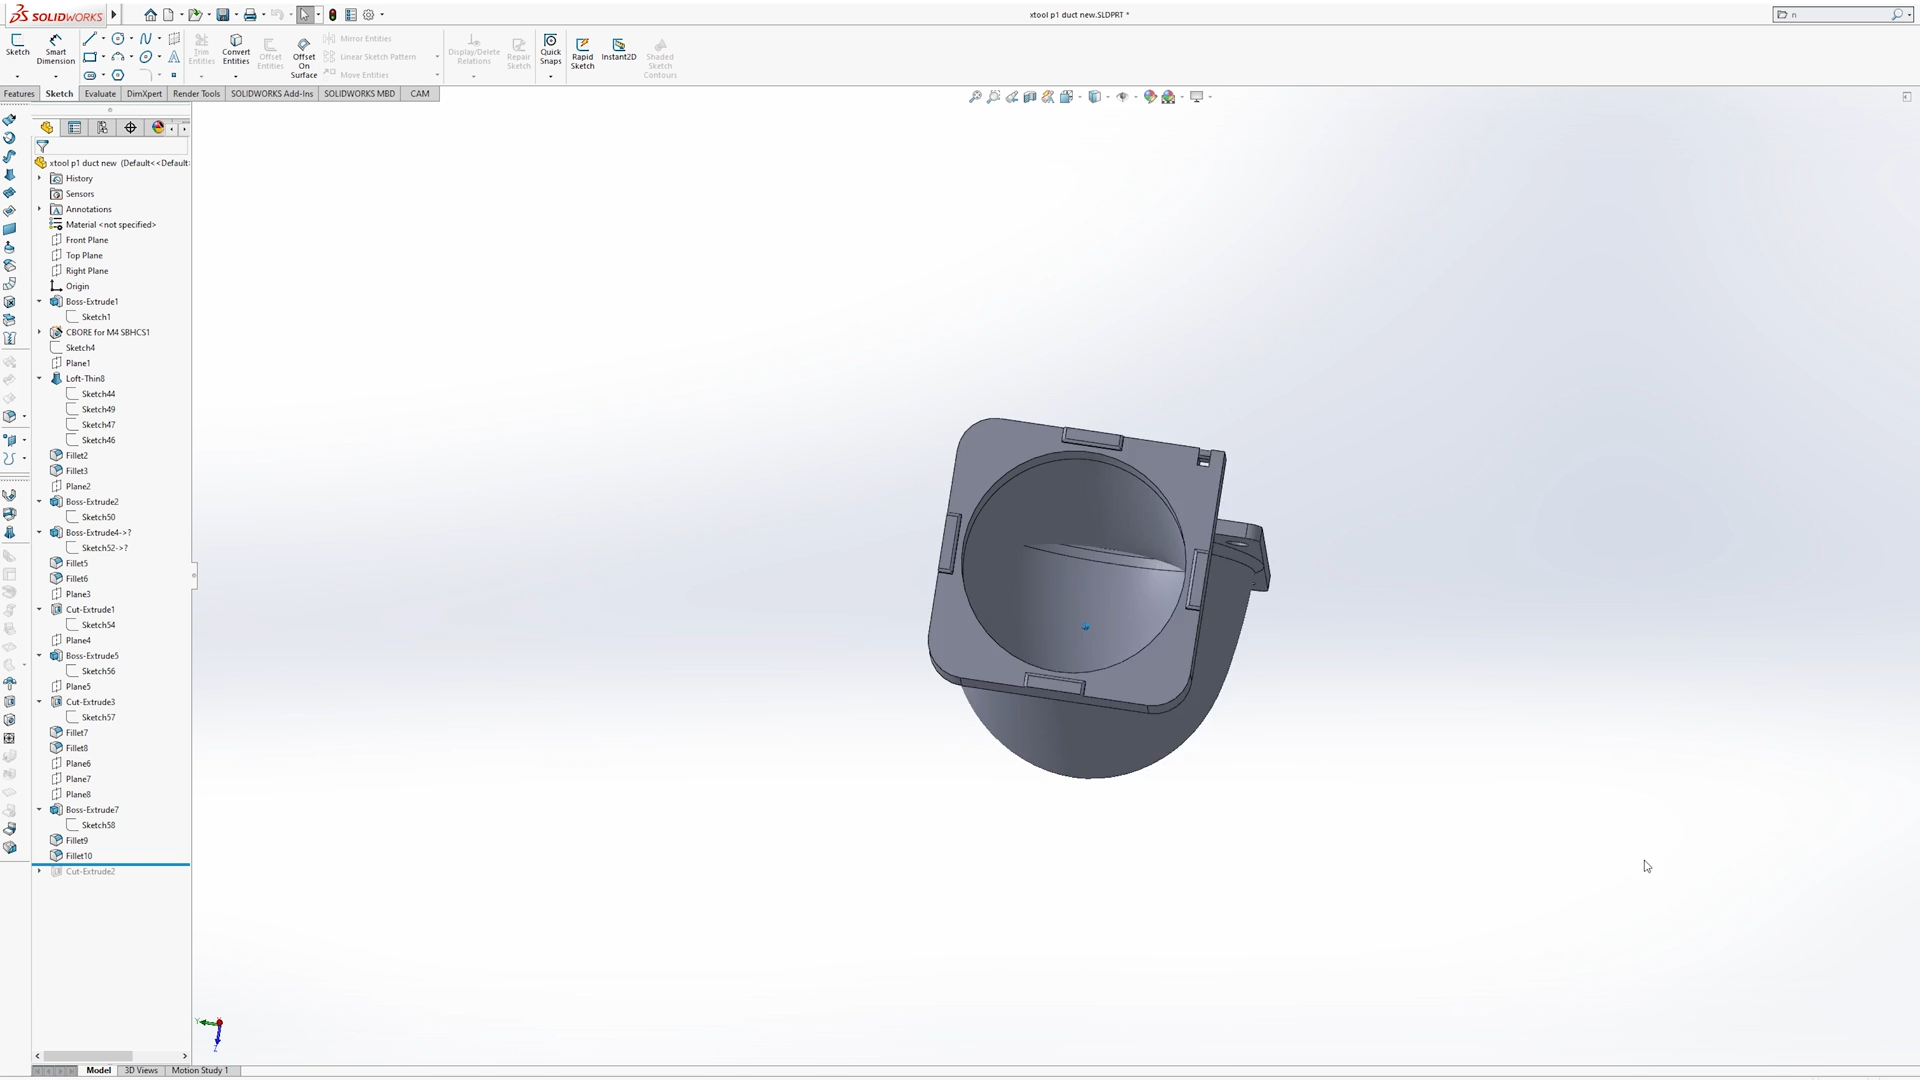 SOLIDWORKS
xtool p1 duct new.SLDPRT *
n
Sketch
Smart Dimension
Trim Entities
Convert Entities
Offset Entities
Offset On Surface
Mirror Entities
Linear Sketch Pattern
Move Entities
Display/Delete Relations
Repair Sketch
Quick Snaps
Rapid Sketch
Instant2D
Shaded Sketch Contours
Features Sketch Evaluate DimXpert Render Tools SOLIDWORKS Add-Ins SOLIDWORKS MBD CAM
xtool p1 duct new (Default<<Default
History
Sensors
Annotations
Material <not specified>
Front Plane
Top Plane
Right Plane
Origin
Boss-Extrude1
Sketch1
CBORE for M4 SBHCS1
Sketch4
Plane1
Loft-Thin8
Sketch44
Sketch49
Sketch47
Sketch46
Fillet2
Fillet3
Plane2
Boss-Extrude2
Sketch50
Boss-Extrude4->?
Sketch52->?
Fillet5
Fillet6
Plane3
Cut-Extrude1
Sketch54
Plane4
Boss-Extrude5
Sketch56
Plane5
Cut-Extrude3
Sketch57
Fillet7
Fillet8
Plane6
Plane7
Plane8
Boss-Extrude7
Sketch58
Fillet9
Fillet10
Cut-Extrude2
Y
Z
Model 3D Views Motion Study 1